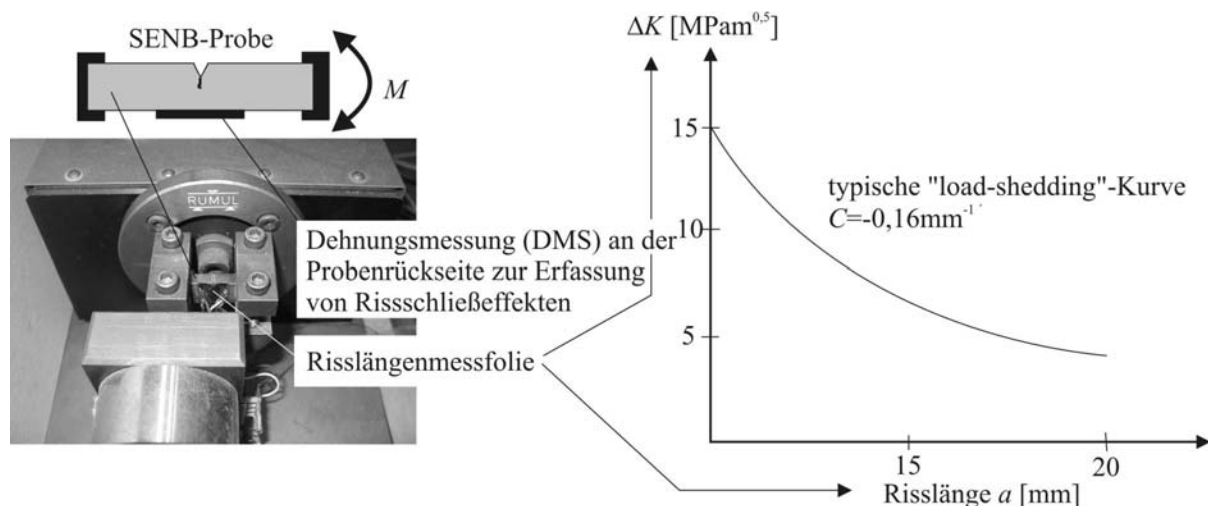 SENB-Probe
M
RUMUL
Dehnungsmessung (DMS) an der
Probenrückseite zur Erfassung
von Rissschließeffekten
Risslängenmessfolie
ΔK [MPam^0,5]
15
10
5
typische "load-shedding"-Kurve
C=-0,16mm^-1
15
20
Risslänge a [mm]